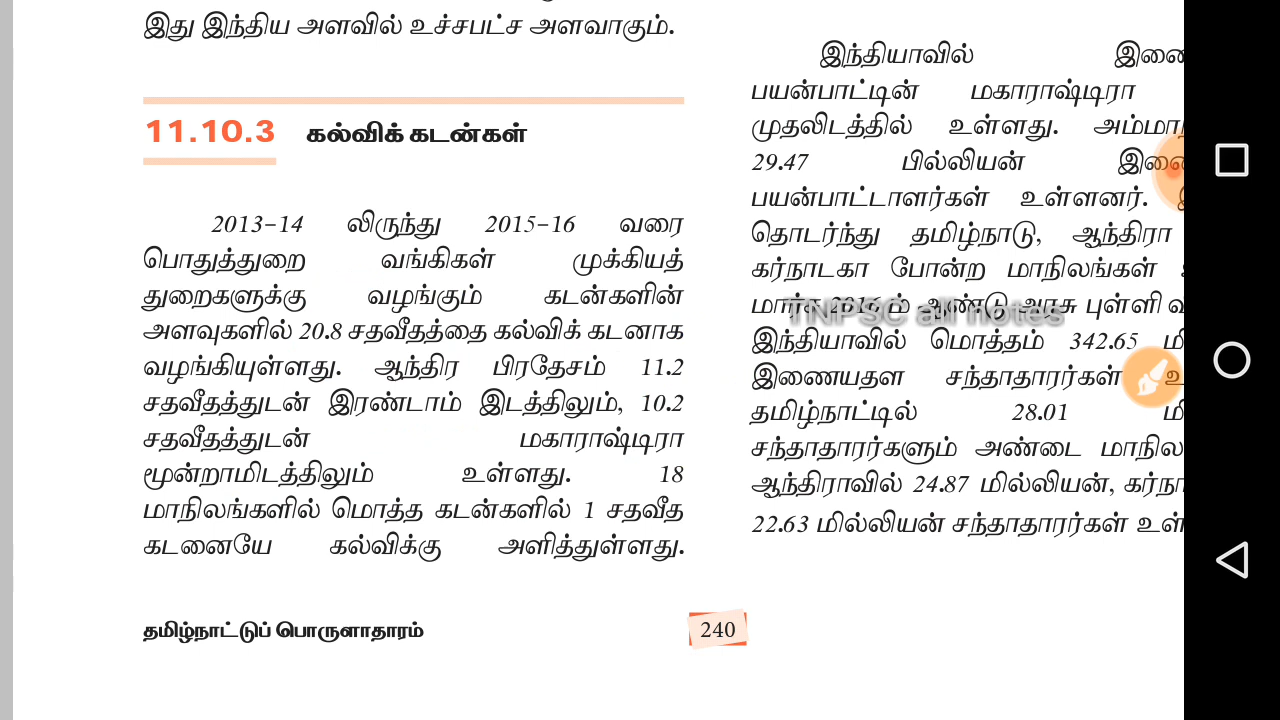 இது இந்திய அளவில் உச்சபட்ச அளவாகும்.
11.10.3 கல்விக் கடன்கள்
2013–14 லிருந்து 2015–16 வரை
பொதுத்துறை வங்கிகள் முக்கியத்
துறைகளுக்கு வழங்கும் கடன்களின்
அளவுகளில் 20.8 சதவீதத்தை கல்விக் கடனாக
வழங்கியுள்ளது. ஆந்திர பிரதேசம் 11.2
சதவீதத்துடன் இரண்டாம் இடத்திலும், 10.2
சதவீதத்துடன் மகாராஷ்டிரா
மூன்றாமிடத்திலும் உள்ளது. 18
மாநிலங்களில் மொத்த கடன்களில் 1 சதவீத
கடனையே கல்விக்கு அளித்துள்ளது.
இந்தியாவில்
பயன்பாட்டின் மகாராஷ்டிரா
முதலிடத்தில் உள்ளது.
29.47 பில்லியன்
பயன்பாட்டாளர்கள் உள்ளனர்.
தொடர்ந்து தமிழ்நாடு, ஆந்திரா
கர்நாடகா போன்ற மாநிலங்கள்
மார்ச் 2016ம் ஆண்டு அரசு புள்ளி
TNPSC all notes
இந்தியாவில் மொத்தம் 342.65
இணையதள சந்தாதாரர்கள்
தமிழ்நாட்டில் 28.01
சந்தாதாரர்களும் அண்டை
ஆந்திராவில் 24.87 மில்லியன்,
22.63 மில்லியன் சந்தாதாரர்கள்
தமிழ்நாட்டுப் பொருளாதாரம்
240